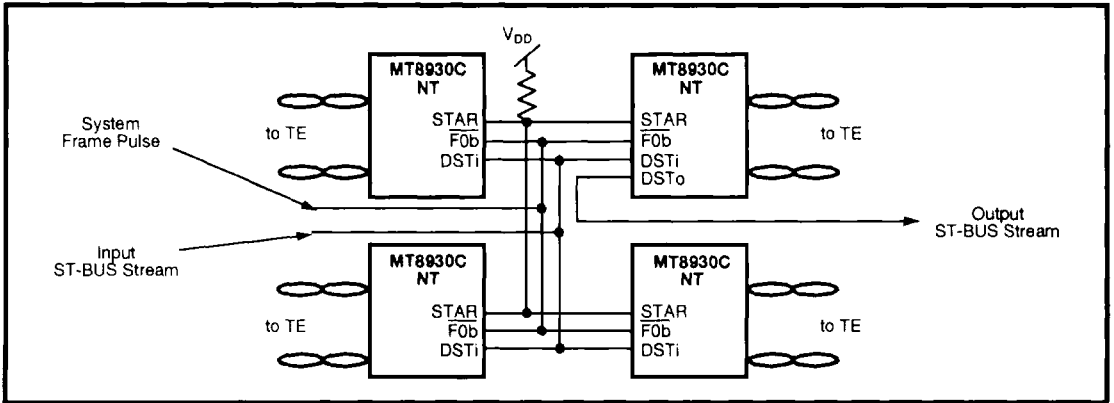 V_DD
MT8930C
NT
STAR
F0b
DSTi
to TE
MT8930C
NT
STAR
F0b
DSTi
DSTo
to TE
System
Frame Pulse
Input
ST-BUS Stream
Output
ST-BUS Stream
MT8930C
NT
STAR
F0b
DSTi
to TE
MT8930C
NT
STAR
F0b
DSTi
to TE